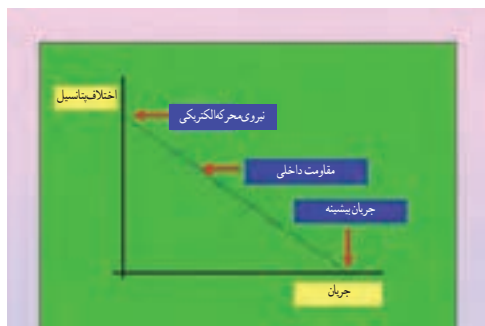 اختلاف‌پتانسیل
نیروی‌محرکه‌الکتریکی
مقاومت داخلی
جریان‌بیشینه
جریان